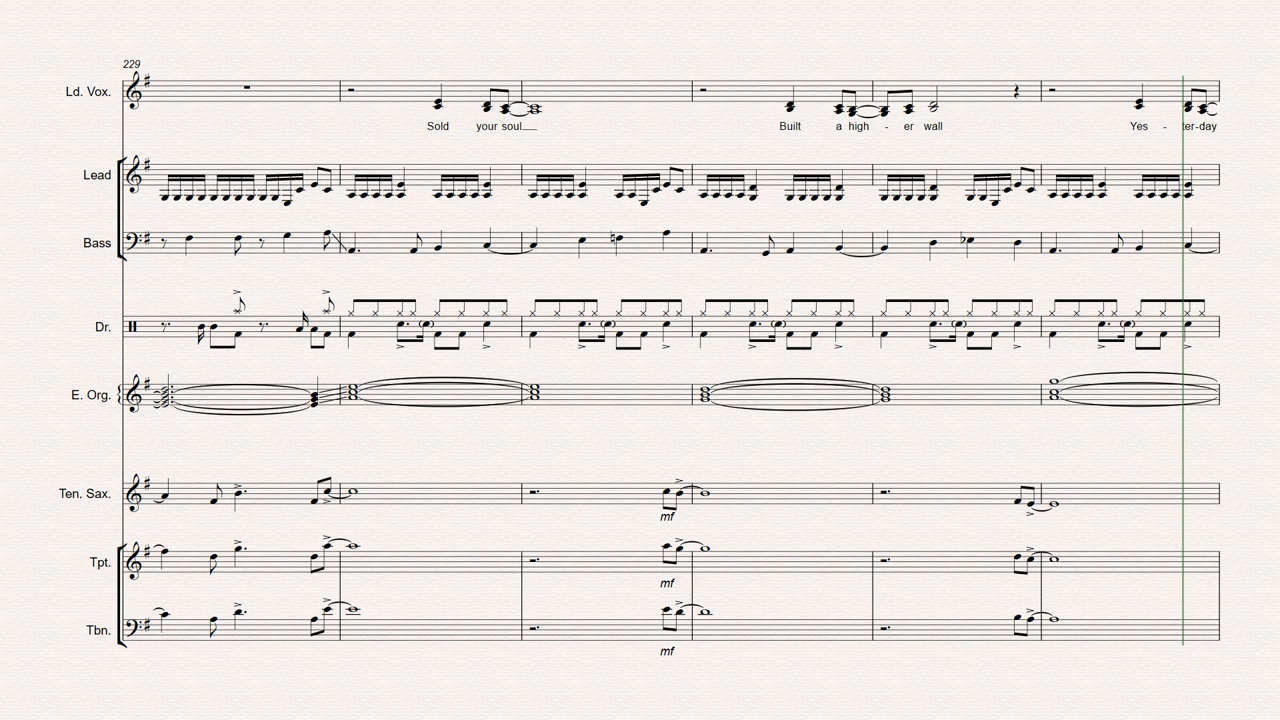 229
Ld. Vox.
Sold your soul
Built a high - er wall
Yes - ter-day
Lead
Bass
Dr.
E. Org.
Ten. Sax.
mf
Tpt.
mf
Tbn.
mf